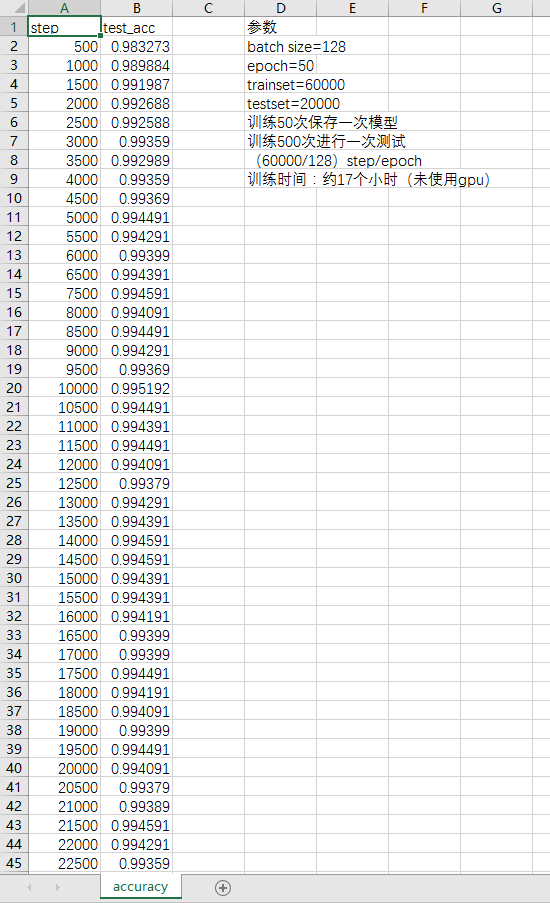 A B C D E F G
1 step test_acc 参数
2 500 0.983273 batch size=128
3 1000 0.989884 epoch=50
4 1500 0.991987 trainset=60000
5 2000 0.992688 testset=20000
6 2500 0.992588 训练50次保存一次模型
7 3000 0.99359 训练500次进行一次测试
8 3500 0.992989 （60000/128）step/epoch
9 4000 0.99359 训练时间：约17个小时（未使用gpu）
10 4500 0.99369
11 5000 0.994491
12 5500 0.994291
13 6000 0.99399
14 6500 0.994391
15 7500 0.994591
16 8000 0.994091
17 8500 0.994491
18 9000 0.994291
19 9500 0.99369
20 10000 0.995192
21 10500 0.994491
22 11000 0.994391
23 11500 0.994491
24 12000 0.994091
25 12500 0.99379
26 13000 0.994291
27 13500 0.994391
28 14000 0.994591
29 14500 0.994591
30 15000 0.994391
31 15500 0.994391
32 16000 0.994191
33 16500 0.99399
34 17000 0.99399
35 17500 0.994491
36 18000 0.994191
37 18500 0.994091
38 19000 0.99399
39 19500 0.994491
40 20000 0.994091
41 20500 0.99379
42 21000 0.99389
43 21500 0.994591
44 22000 0.994291
45 22500 0.99359
accuracy